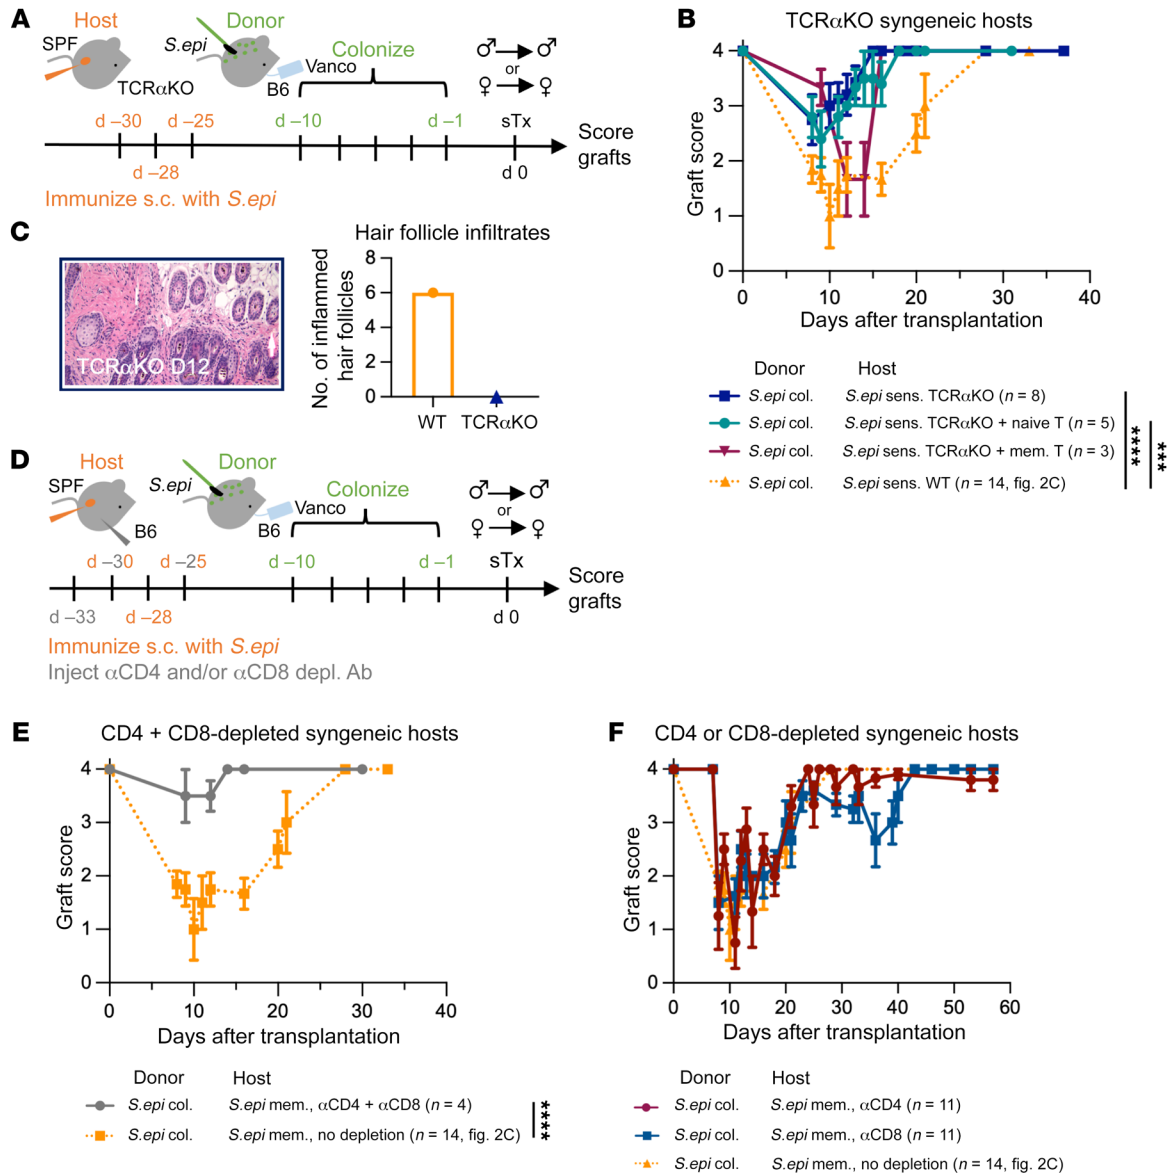 A
Host
Donor
SPF
S.epi
Colonize
Vanco
TCRαKO
B6
♂ → ♂
or
♀ → ♀
d –30
d –25
d –10
d –1
sTx
Score
grafts
d –28
d 0
Immunize s.c. with S.epi
B
TCRαKO syngeneic hosts
Graft score
4
3
2
1
0
0
10
20
30
40
Days after transplantation
Donor
Host
S.epi col.
S.epi sens. TCRαKO (n = 8)
S.epi col.
S.epi sens. TCRαKO + naive T (n = 5)
S.epi col.
S.epi sens. TCRαKO + mem. T (n = 3)
S.epi col.
S.epi sens. WT (n = 14, fig. 2C)
****
***
C
TCRαKO D12
Hair follicle infiltrates
No. of inflammed
hair follicles
8
6
4
2
0
WT
TCRαKO
D
Host
Donor
SPF
S.epi
Colonize
Vanco
B6
B6
♂ → ♂
or
♀ → ♀
d –30
d –25
d –10
d –1
sTx
Score
grafts
d –33
d –28
d 0
Immunize s.c. with S.epi
Inject αCD4 and/or αCD8 depl. Ab
E
CD4 + CD8-depleted syngeneic hosts
Graft score
4
3
2
1
0
0
10
20
30
40
Days after transplantation
Donor
Host
S.epi col.
S.epi mem., αCD4 + αCD8 (n = 4)
S.epi col.
S.epi mem., no depletion (n = 14, fig. 2C)
****
F
CD4 or CD8-depleted syngeneic hosts
Graft score
4
3
2
1
0
0
10
20
30
40
50
60
Days after transplantation
Donor
Host
S.epi col.
S.epi mem., αCD4 (n = 11)
S.epi col.
S.epi mem., αCD8 (n = 11)
S.epi col.
S.epi mem., no depletion (n = 14, fig. 2C)